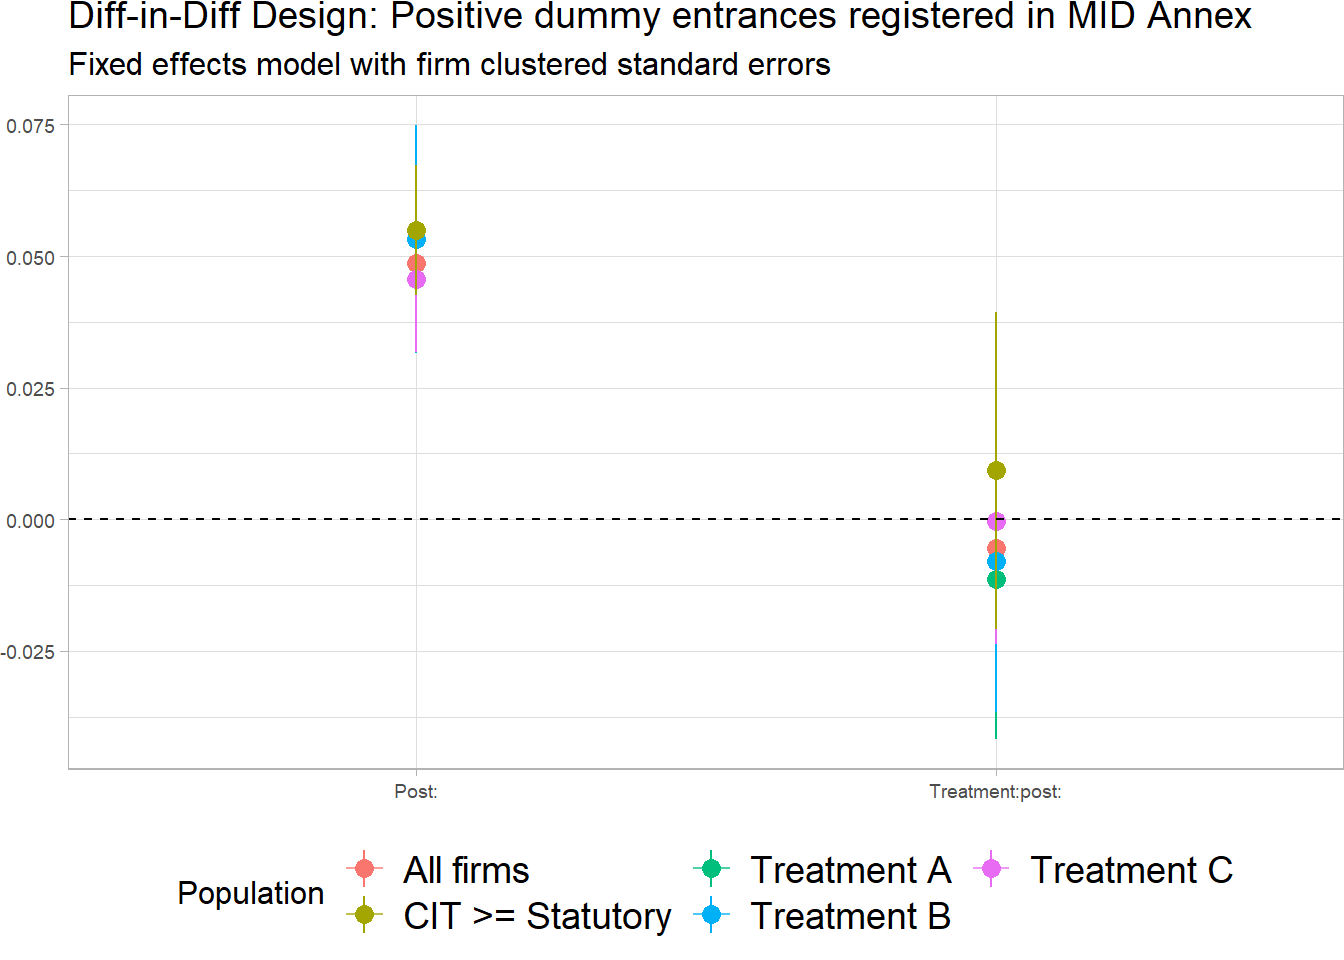 Diff-in-Diff Design: Positive dummy entrances registered in MID Annex
Fixed effects model with firm clustered standard errors
0.075
0.050
0.025
0.000
-0.025
Post:
Treatment:post:
Population
All firms
CIT >= Statutory
Treatment A
Treatment B
Treatment C